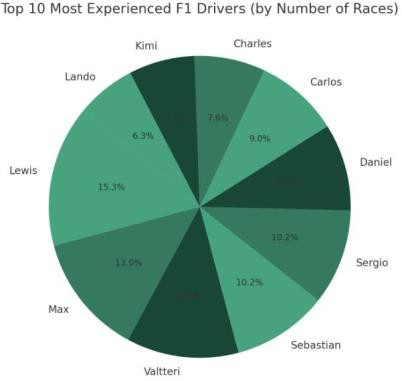 Top 10 Most Experienced F1 Drivers (by Number of Races)
Kimi
Charles
Lando
Carlos
7.6%
6.3%
9.0%
Daniel
Lewis
15.3%
10.2%
Sergio
13.0%
10.2%
Max
Sebastian
Valtteri